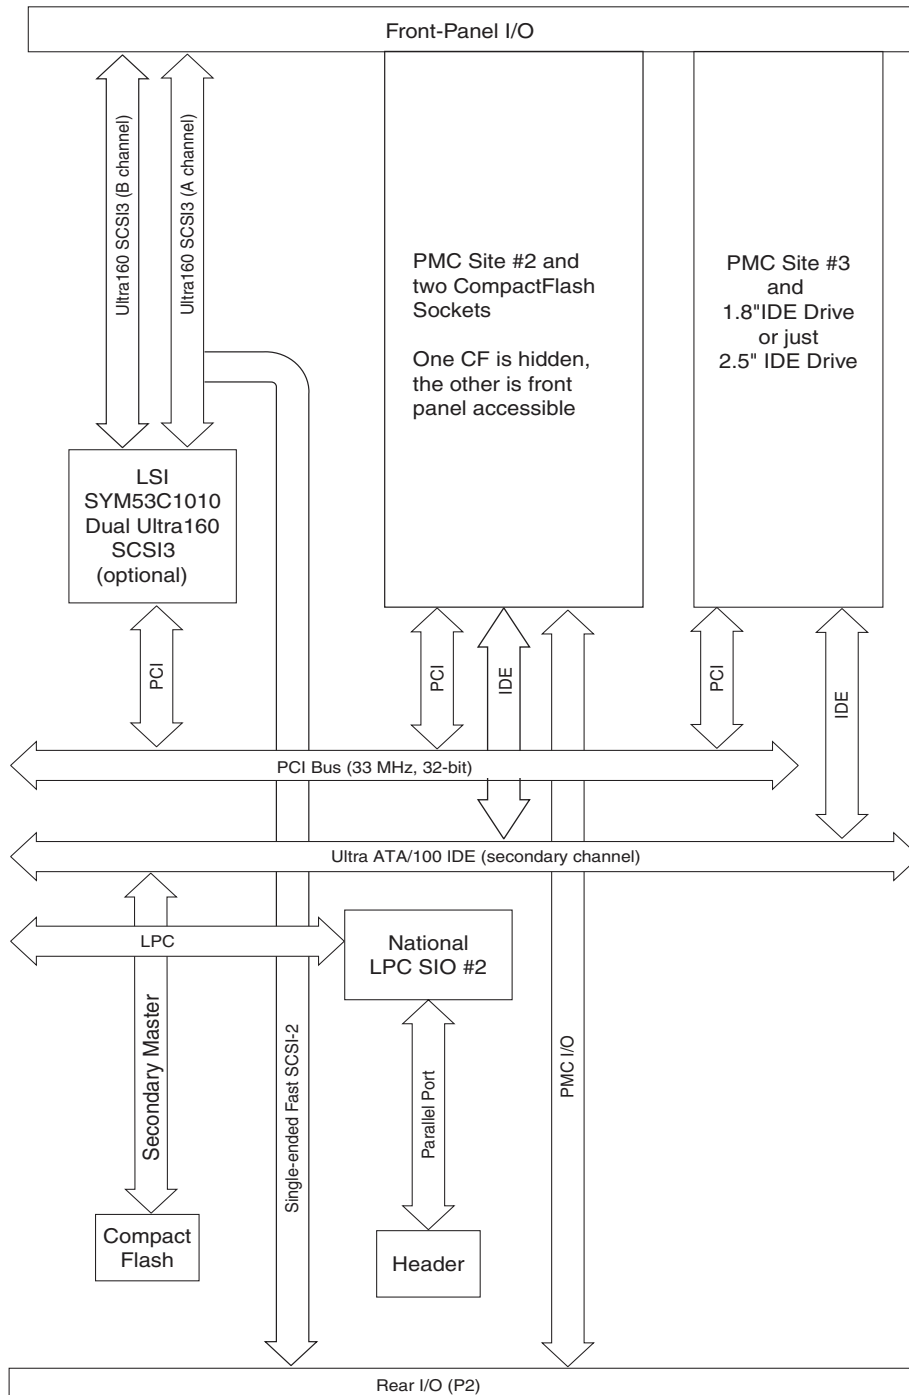 Front-Panel I/O
Ultra160 SCSI3 (B channel)
Ultra160 SCSI3 (A channel)
PMC Site #2 and
two CompactFlash
Sockets
One CF is hidden,
the other is front
panel accessible
PMC Site #3
and
1.8"IDE Drive
or just
2.5" IDE Drive
LSI
SYM53C1010
Dual Ultra160
SCSI3
(optional)
PCI
PCI
IDE
PCI
IDE
PCI Bus (33 MHz, 32-bit)
Ultra ATA/100 IDE (secondary channel)
LPC
National
LPC SIO #2
Secondary Master
Single-ended Fast SCSI-2
Parallel Port
PMC I/O
Compact
Flash
Header
Rear I/O (P2)